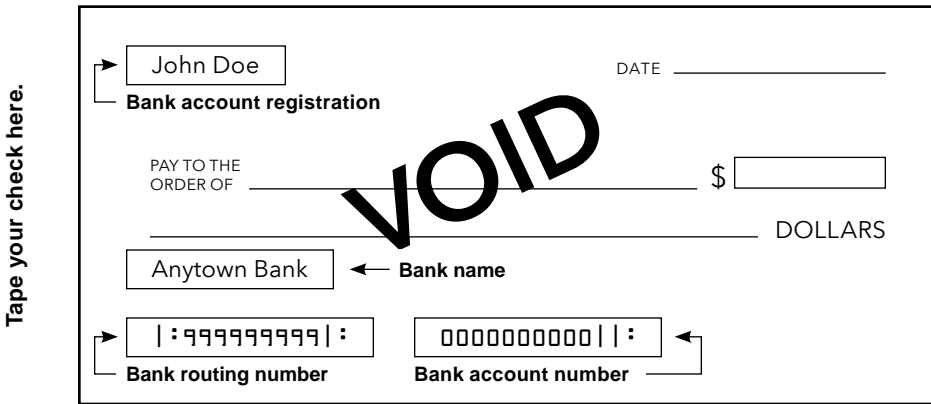 Tape your check here.
John Doe
DATE
Bank account registration
VOID
PAY TO THE
ORDER OF
$
DOLLARS
Anytown Bank
Bank name
|:999999999|:
0000000000||:
Bank routing number
Bank account number